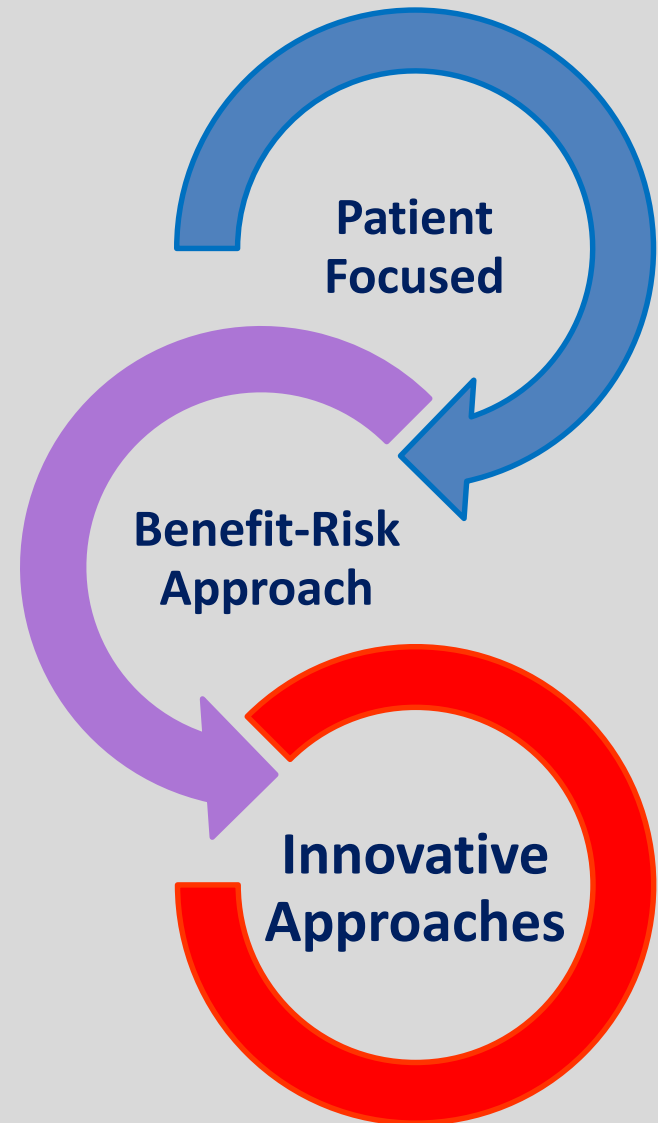 Patient
Focused
Benefit-Risk
Approach
Innovative
Approaches